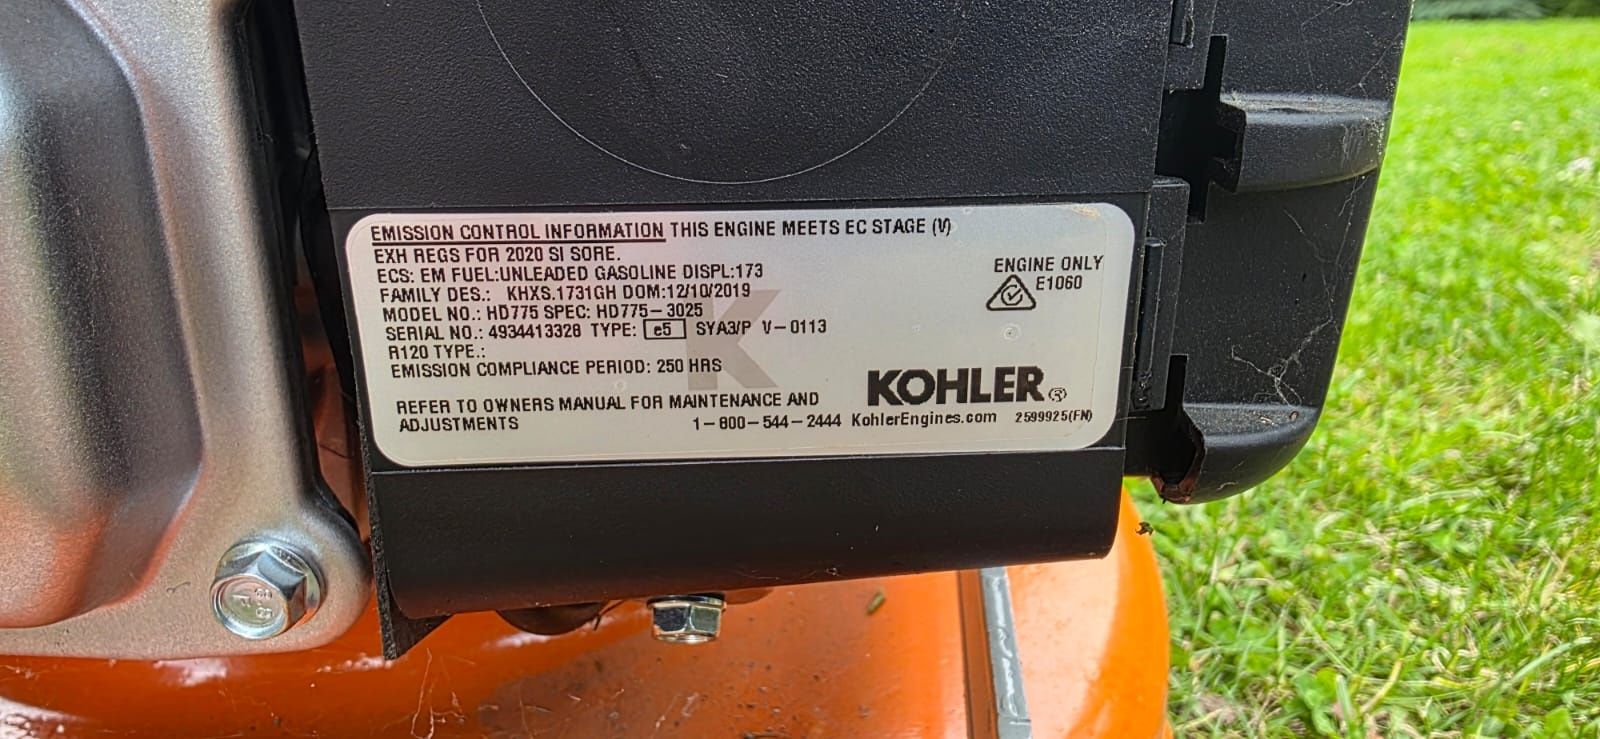 EMISSION CONTROL INFORMATION THIS ENGINE MEETS EC STAGE (V)
EXH REGS FOR 2020 SI SORE.
ECS: EM FUEL:UNLEADED GASOLINE DISPL:173
FAMILY DES.: KHXS.1731GH DOM:12/10/2019
MODEL NO.: HD775 SPEC: HD775-3025
SERIAL NO.: 4934413328 TYPE: e5 SYA3/P V-0113
R120 TYPE.:
EMISSION COMPLIANCE PERIOD: 250 HRS
REFER TO OWNERS MANUAL FOR MAINTENANCE AND
ADJUSTMENTS
1-800-544-2444 KohlerEngines.com 2599925(FN)
ENGINE ONLY
E1060
KOHLER®
K
8.8
F